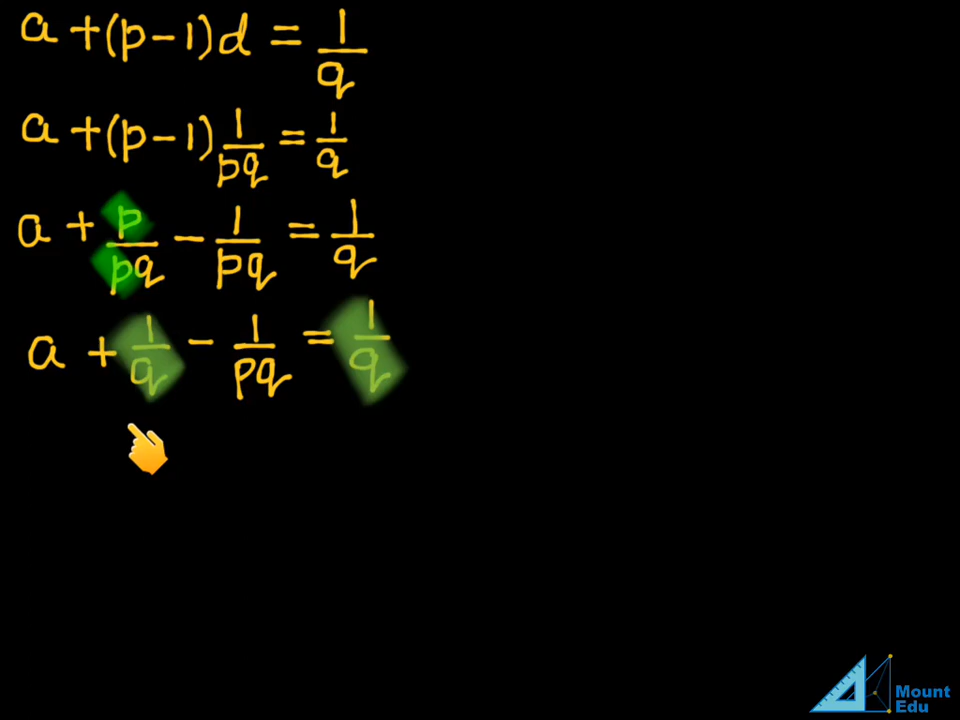 a + (p − 1) d = 1/q
a + (p − 1) 1/pq = 1/q
a + p/pq − 1/pq = 1/q
a + 1/q − 1/pq = 1/q
Mount
Edu